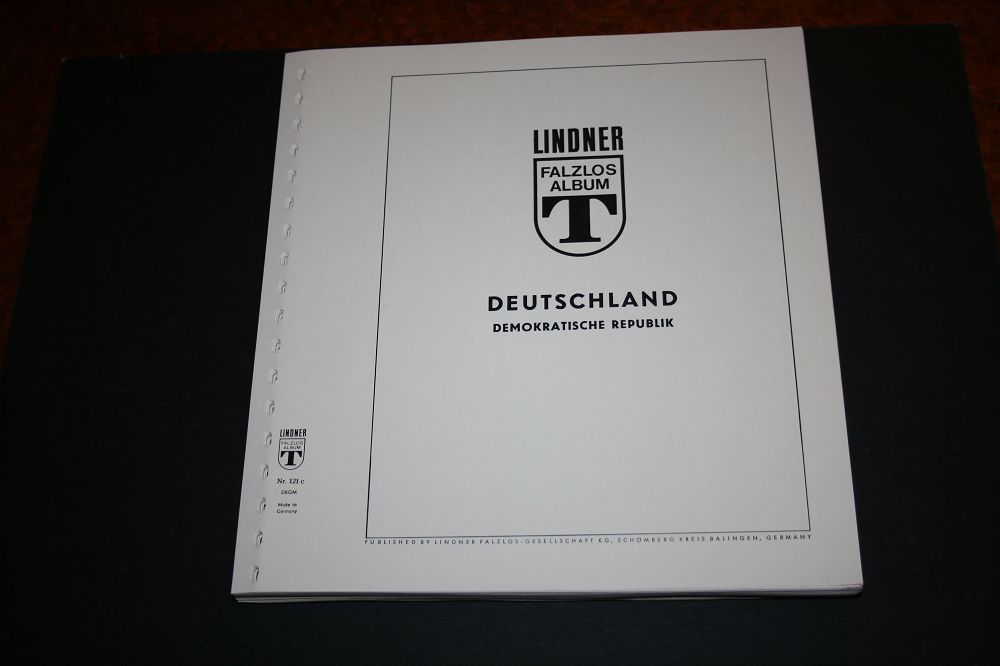 LINDNER
FALZLOS
ALBUM
T
DEUTSCHLAND
DEMOKRATISCHE REPUBLIK
LINDNER
FALZLOS
ALBUM
T
Nr. 121 c
DBGM
Made in
Germany
PUBLISHED BY LINDNER FALZLOS-GESELLSCHAFT KG, SCHÖMBERG KREIS BALINGEN, GERMANY